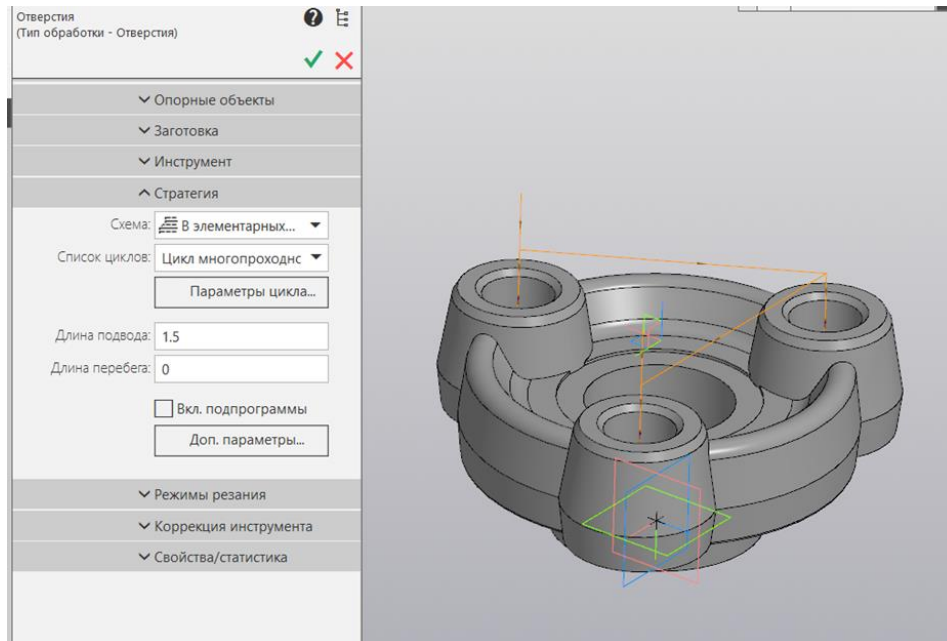 Отверстия
(Тип обработки - Отверстия)
Опорные объекты
Заготовка
Инструмент
Стратегия
Схема: В элементарных...
Список циклов: Цикл многопроходнс
Параметры цикла...
Длина подвода: 1.5
Длина перебега: 0
Вкл. подпрограммы
Доп. параметры...
Режимы резания
Коррекция инструмента
Свойства/статистика